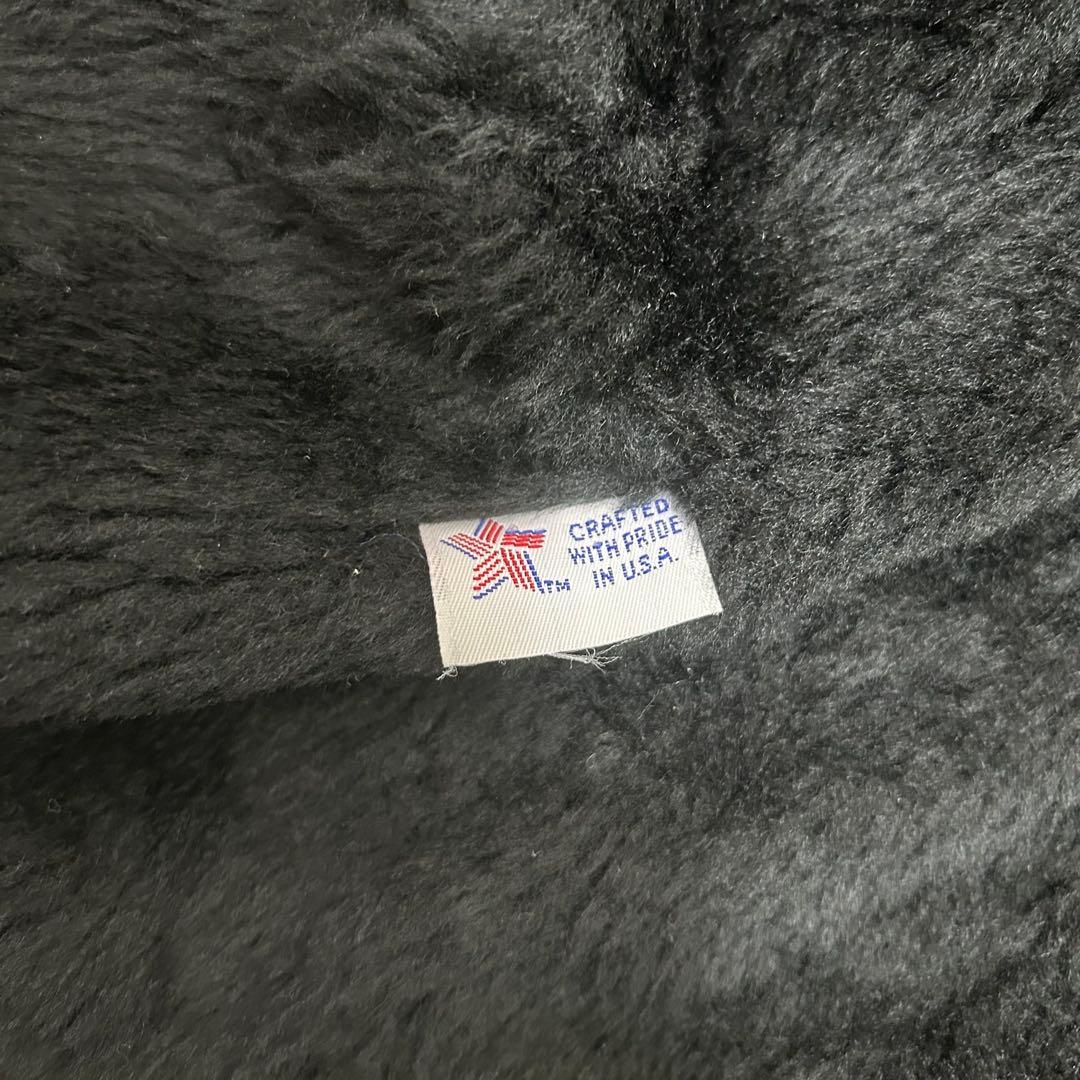 CRAFTED
WITH PRIDE
IN U.S.A.
TM